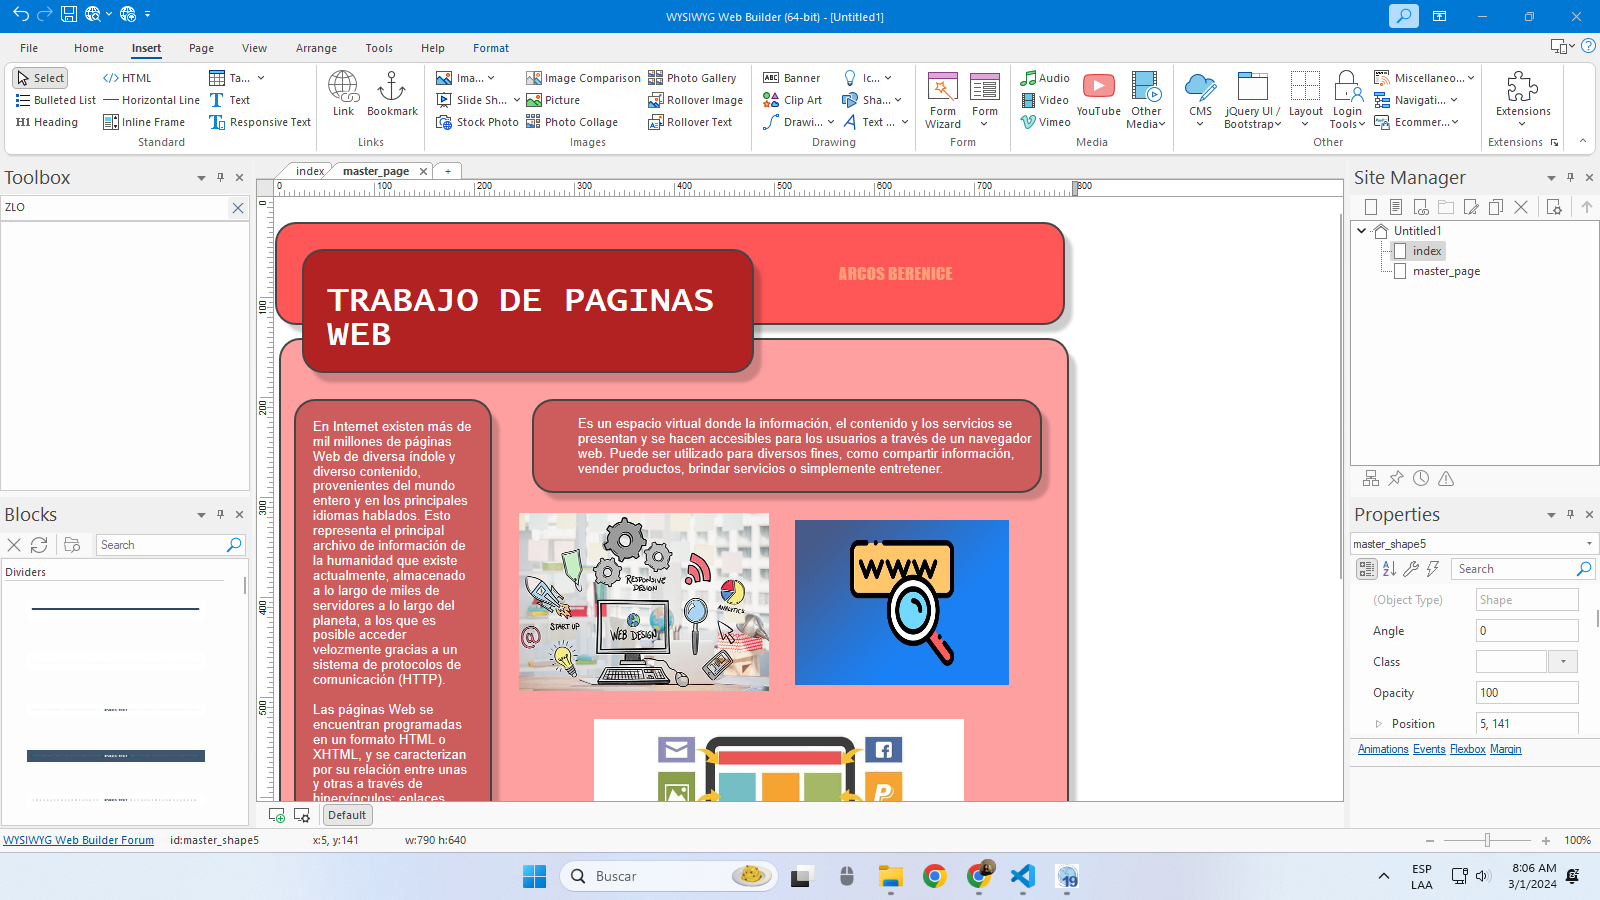 WYSIWYG Web Builder (64-bit) - [Untitled1]
File Home Insert Page View Arrange Tools Help Format
Select HTML Ta...
Bulleted List Horizontal Line Text
Heading Inline Frame Responsive Text
Standard
Link Bookmark
Links
Ima... Image Comparison Photo Gallery
Slide Sh... Picture Rollover Image
Stock Photo Photo Collage Rollover Text
Images
Banner Ic...
Clip Art Sha...
Drawi... Text ...
Drawing
Form Wizard Form
Form
Audio
Video
Vimeo
YouTube Other Media
Media
CMS jQuery UI / Bootstrap Layout Login Tools
Miscellaneo...
Navigati...
Ecommer...
Other
Extensions
Extensions
Toolbox
ZLO
index master_page +
0 100 200 300 400 500 600 700 800
0
100
200
300
400
500
ARGOS BERENICE
TRABAJO DE PAGINAS
WEB
En Internet existen más de
mil millones de páginas
Web de diversa índole y
diverso contenido,
provenientes del mundo
entero y en los principales
idiomas hablados. Esto
representa el principal
archivo de información de
la humanidad que existe
actualmente, almacenado
a lo largo de miles de
servidores a lo largo del
planeta, a los que es
posible acceder
velozmente gracias a un
sistema de protocolos de
comunicación (HTTP).
Las páginas Web se
encuentran programadas
en un formato HTML o
XHTML, y se caracterizan
por su relación entre unas
y otras a través de
hipervínculos: enlaces
Es un espacio virtual donde la información, el contenido y los servicios se
presentan y se hacen accesibles para los usuarios a través de un navegador
web. Puede ser utilizado para diversos fines, como compartir información,
vender productos, brindar servicios o simplemente entretener.
RESPONSIVE
DESIGN
ANALYTICS
START UP
WEB DESIGN
WWW
Blocks
Search
Dividers
Site Manager
Untitled1
index
master_page
Properties
master_shape5
Search
(Object Type) Shape
Angle 0
Class
Opacity 100
Position 5, 141
Animations Events Flexbox Margin
Default
WYSIWYG Web Builder Forum id:master_shape5 x:5, y:141 w:790 h:640 100%
Buscar
19
ESP
LAA
8:06 AM
3/1/2024